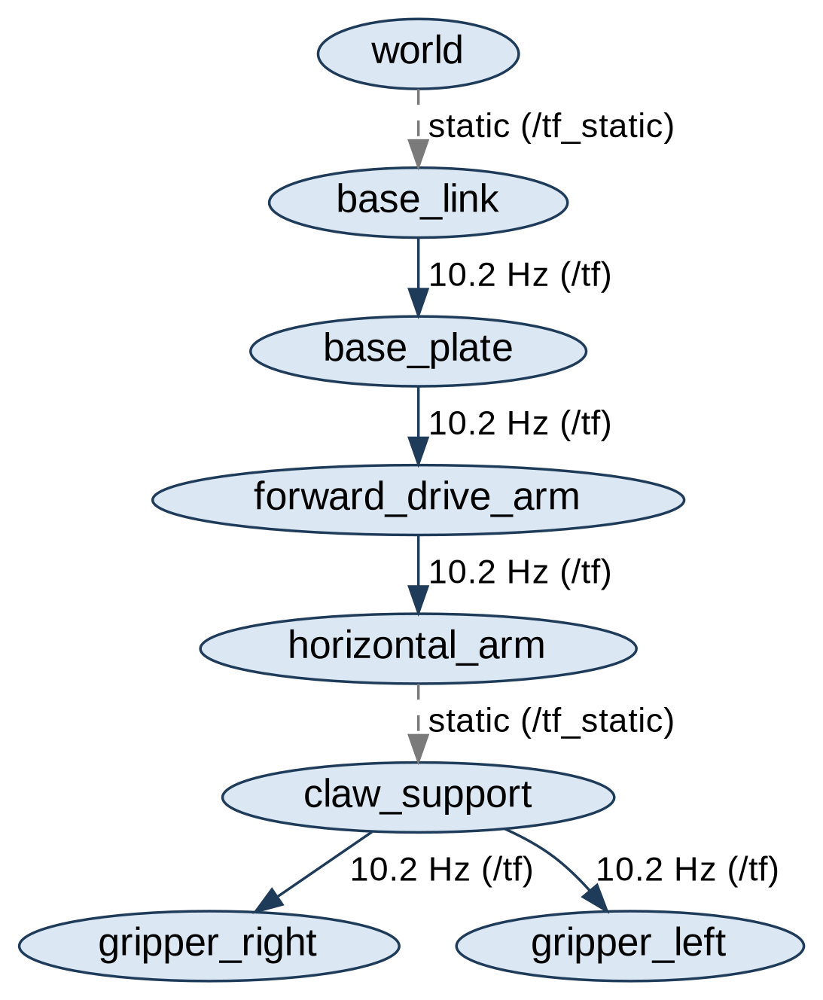 world
static (/tf_static)
base_link
10.2 Hz (/tf)
base_plate
10.2 Hz (/tf)
forward_drive_arm
10.2 Hz (/tf)
horizontal_arm
static (/tf_static)
claw_support
10.2 Hz (/tf)
10.2 Hz (/tf)
gripper_right
gripper_left